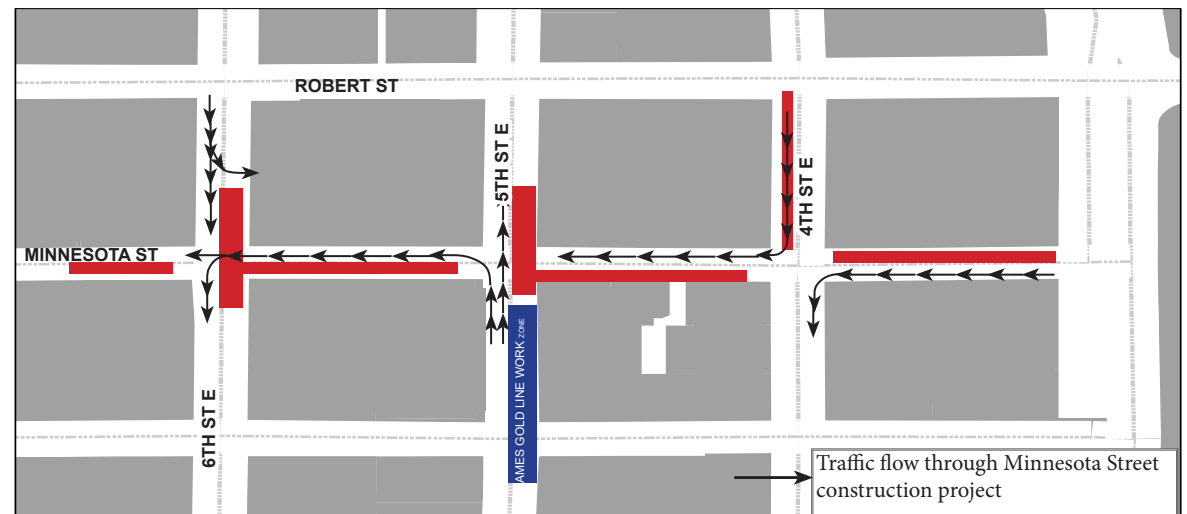 ROBERT ST
5TH ST E
4TH ST E
MINNESOTA ST
6TH ST E
AMES GOLD LINE WORK ZONE
Traffic flow through Minnesota Street
construction project